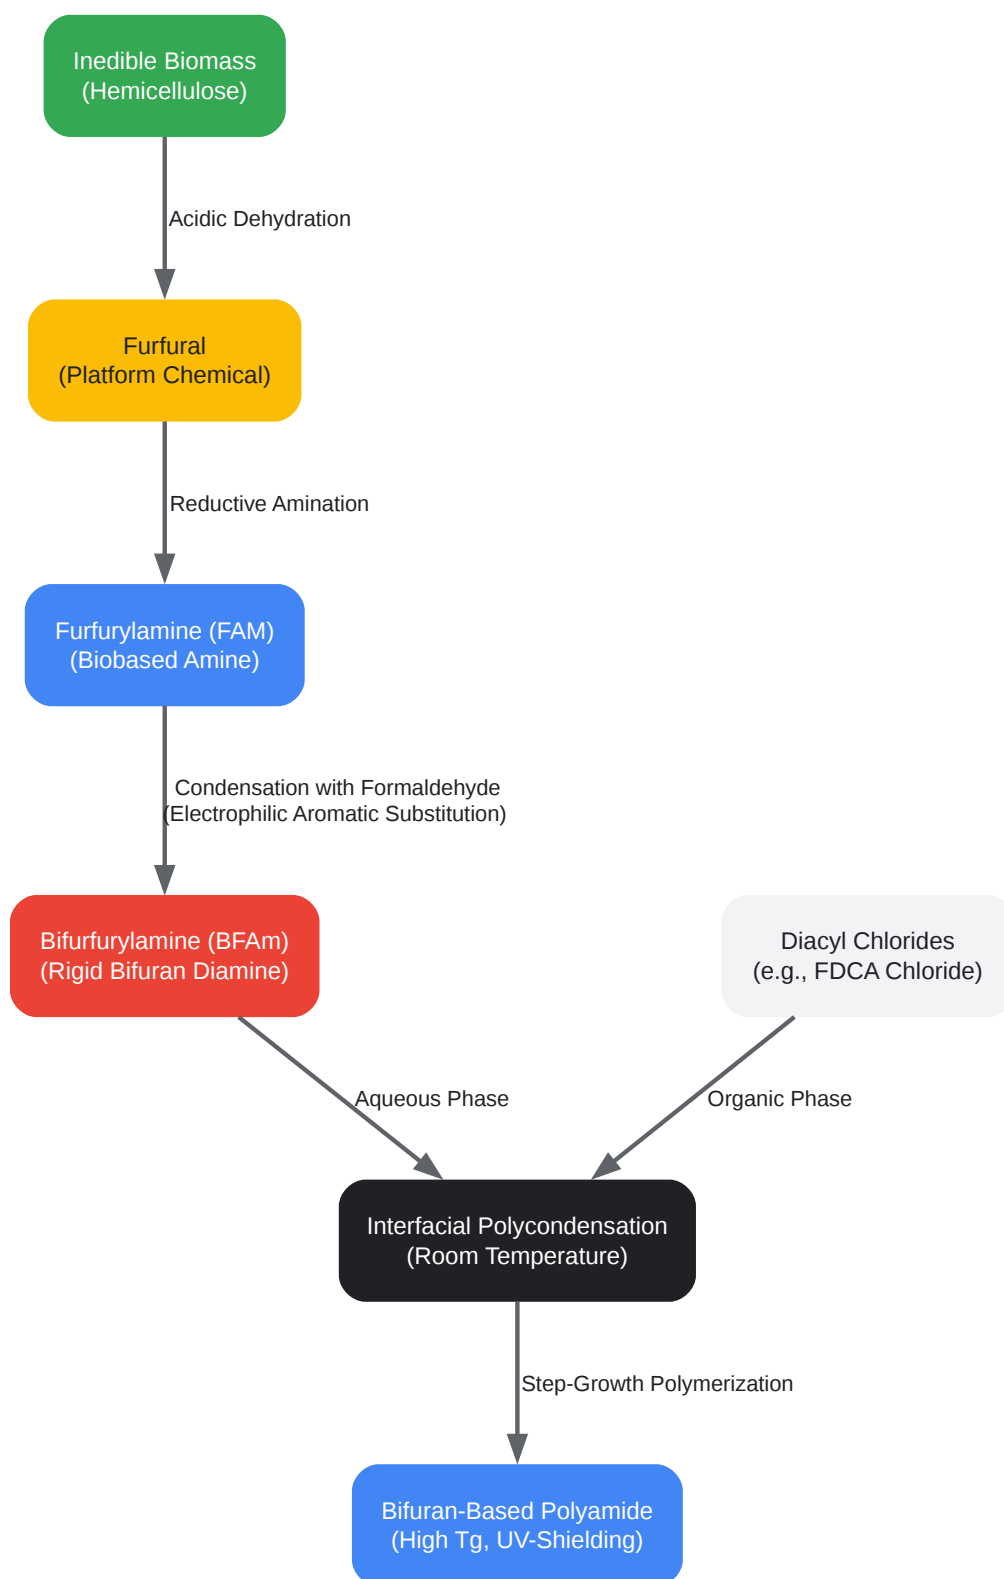 Inedible Biomass
(Hemicellulose)
Acidic Dehydration
Furfural
(Platform Chemical)
Reductive Amination
Furfurylamine (FAM)
(Biobased Amine)
Condensation with Formaldehyde
(Electrophilic Aromatic Substitution)
Bifurfurylamine (BFAm)
(Rigid Bifuran Diamine)
Diacyl Chlorides
(e.g., FDCA Chloride)
Aqueous Phase
Organic Phase
Interfacial Polycondensation
(Room Temperature)
Step-Growth Polymerization
Bifuran-Based Polyamide
(High Tg, UV-Shielding)